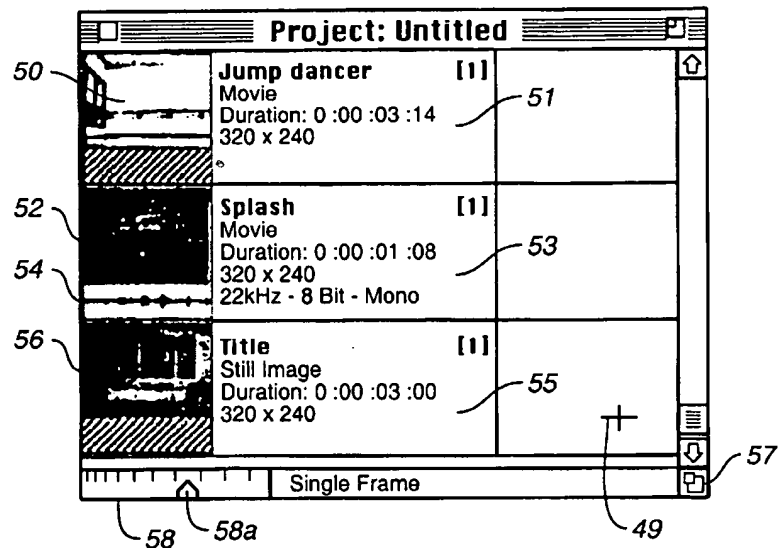 Project: Untitled
50
Jump dancer [1]
Movie
Duration: 0 :00 :03 :14
320 x 240
51
52
Splash [1]
Movie
Duration: 0 :00 :01 :08
320 x 240
22kHz - 8 Bit - Mono
53
54
56
Title [1]
Still Image
Duration: 0 :00 :03 :00
320 x 240
55
57
Single Frame
58
58a
49